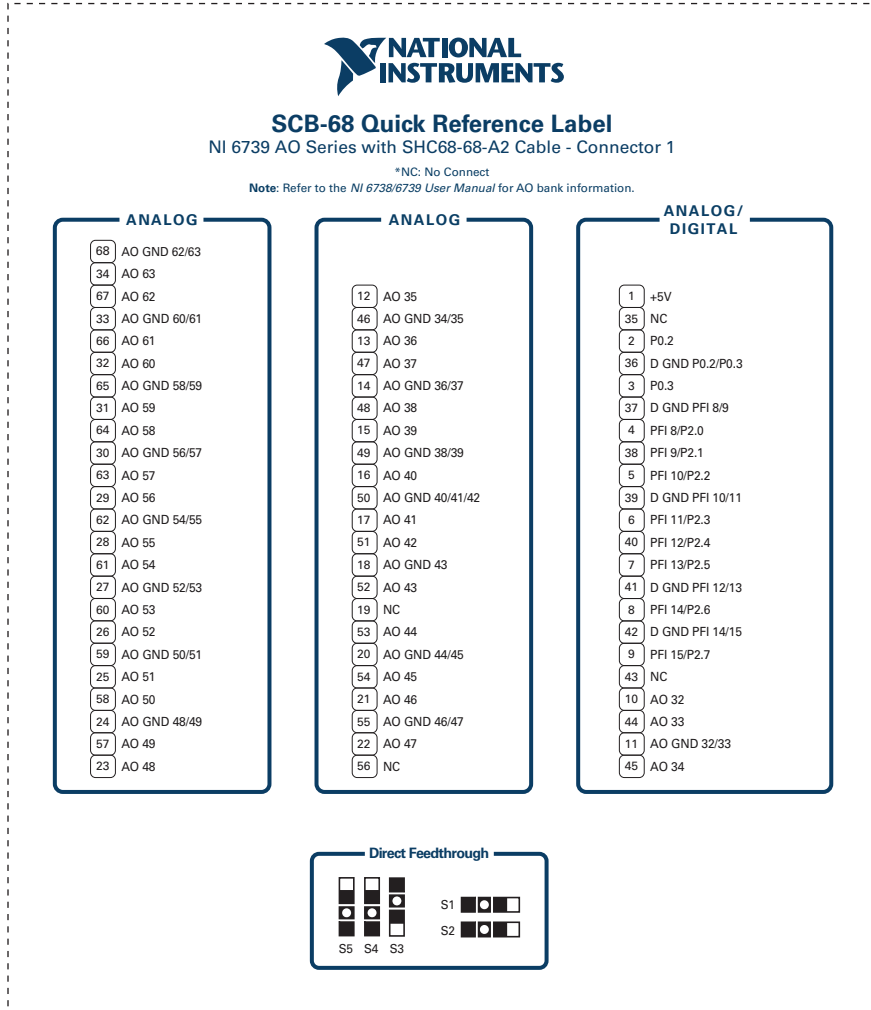 NATIONAL
INSTRUMENTS
SCB-68 Quick Reference Label
NI 6739 AO Series with SHC68-68-A2 Cable - Connector 1
*NC: No Connect
Note: Refer to the NI 6738/6739 User Manual for AO bank information.
ANALOG
68 AO GND 62/63
34 AO 63
67 AO 62
33 AO GND 60/61
66 AO 61
32 AO 60
65 AO GND 58/59
31 AO 59
64 AO 58
30 AO GND 56/57
63 AO 57
29 AO 56
62 AO GND 54/55
28 AO 55
61 AO 54
27 AO GND 52/53
60 AO 53
26 AO 52
59 AO GND 50/51
25 AO 51
58 AO 50
24 AO GND 48/49
57 AO 49
23 AO 48
ANALOG
12 AO 35
46 AO GND 34/35
13 AO 36
47 AO 37
14 AO GND 36/37
48 AO 38
15 AO 39
49 AO GND 38/39
16 AO 40
50 AO GND 40/41/42
17 AO 41
51 AO 42
18 AO GND 43
52 AO 43
19 NC
53 AO 44
20 AO GND 44/45
54 AO 45
21 AO 46
55 AO GND 46/47
22 AO 47
56 NC
ANALOG/
DIGITAL
1 +5V
35 NC
2 P0.2
36 D GND P0.2/P0.3
3 P0.3
37 D GND PFI 8/9
4 PFI 8/P2.0
38 PFI 9/P2.1
5 PFI 10/P2.2
39 D GND PFI 10/11
6 PFI 11/P2.3
40 PFI 12/P2.4
7 PFI 13/P2.5
41 D GND PFI 12/13
8 PFI 14/P2.6
42 D GND PFI 14/15
9 PFI 15/P2.7
43 NC
10 AO 32
44 AO 33
11 AO GND 32/33
45 AO 34
Direct Feedthrough
S1
S2
S5 S4 S3